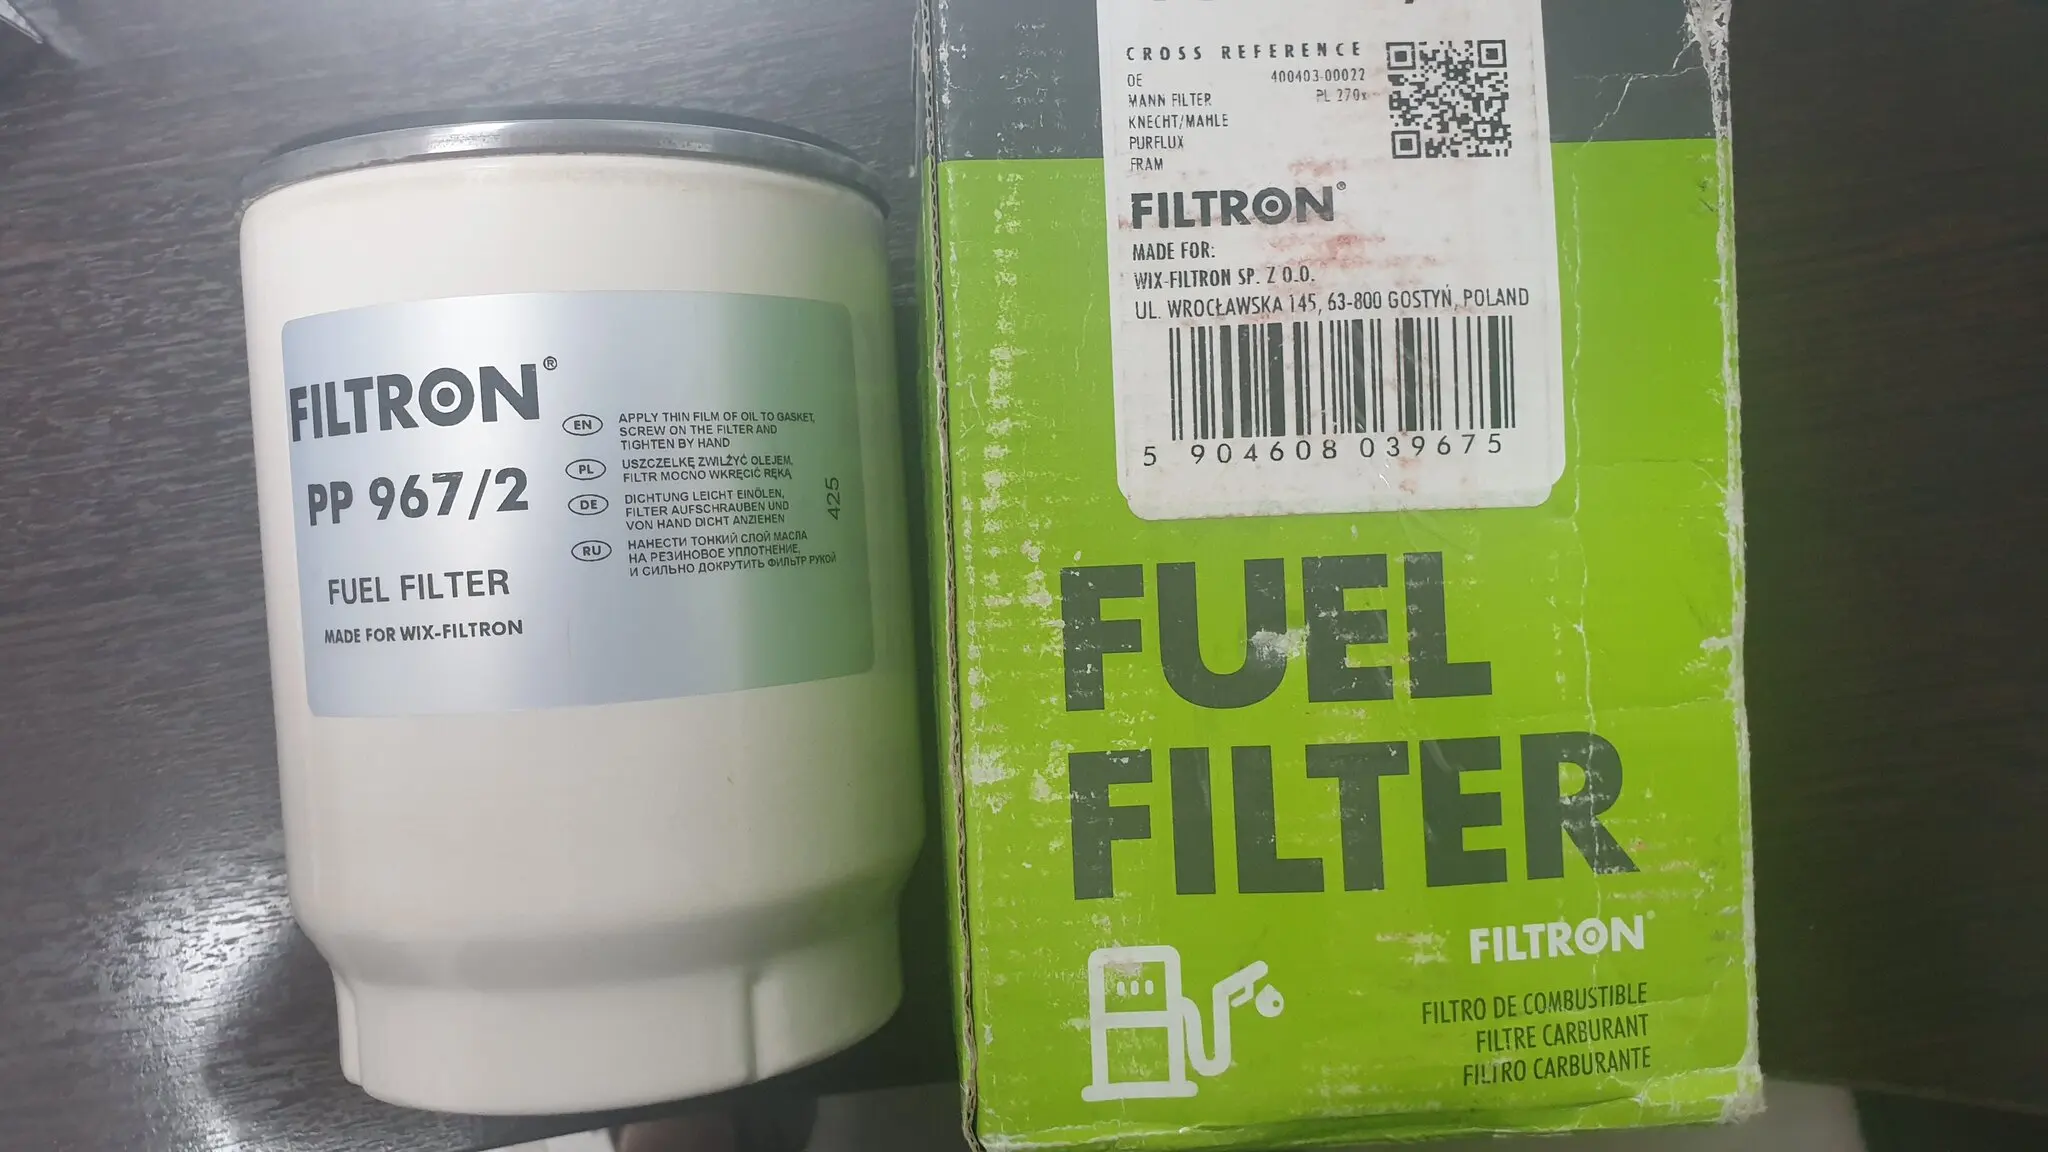 FILTRON®
PP 967/2
FUEL FILTER
MADE FOR WIX-FILTRON
EN
APPLY THIN FILM OF OIL TO GASKET,
SCREW ON THE FILTER AND
TIGHTEN BY HAND
PL
USZCZELKĘ ZWILŻYĆ OLEJEM,
FILTR MOCNO WKRĘCIĆ RĘKĄ
DE
DICHTUNG LEICHT EINÖLEN,
FILTER AUFSCHRAUBEN UND
VON HAND DICHT ANZIEHEN
RU
НАНЕСТИ ТОНКИЙ СЛОЙ МАСЛА
НА РЕЗИНОВОЕ УПЛОТНЕНИЕ,
И СИЛЬНО ДОКРУТИТЬ ФИЛЬТР РУКОЙ
425
CROSS REFERENCE
OE 400403-00022
MANN FILTER PL 270x
KNECHT/MAHLE
PURFLUX
FRAM
FILTRON®
MADE FOR:
WIX-FILTRON SP. Z O.O.
UL. WROCŁAWSKA 145, 63-800 GOSTYŃ, POLAND
5 904608 039675
FUEL
FILTER
FILTRON®
FILTRO DE COMBUSTIBLE
FILTRE CARBURANT
FILTRO CARBURANTE